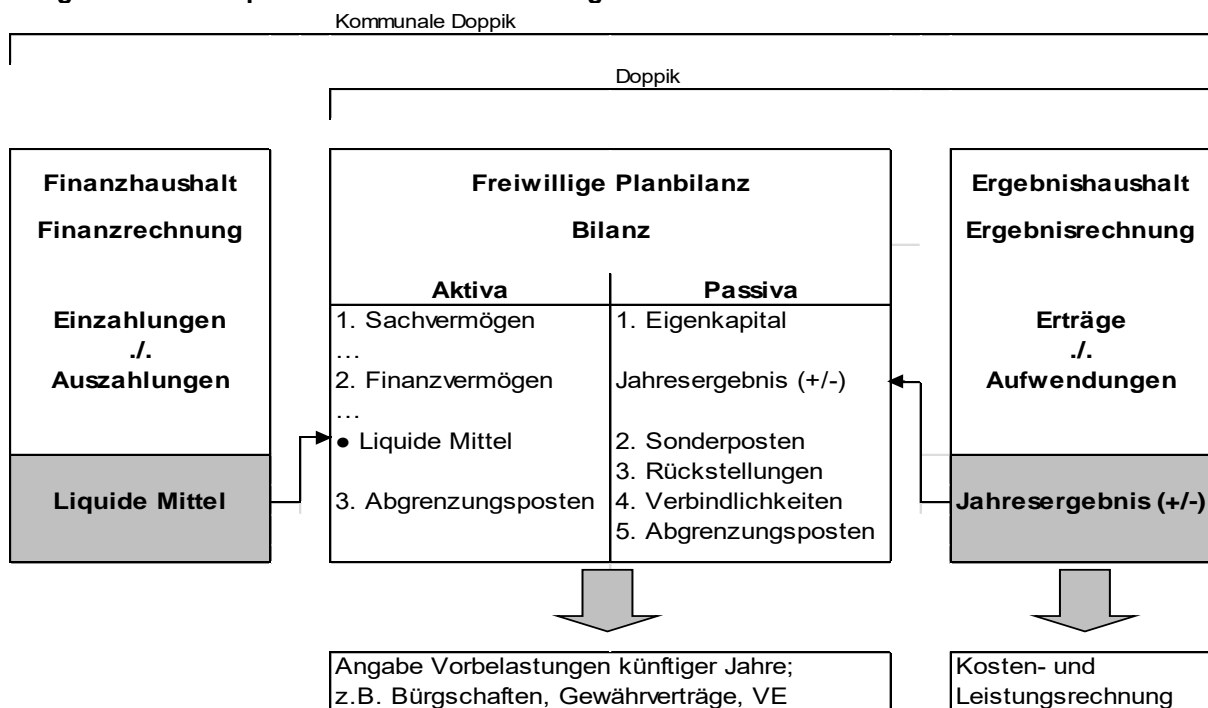 Kommunale Doppik
Doppik
Finanzhaushalt
Finanzrechnung
Einzahlungen
./.
Auszahlungen
Liquide Mittel
Freiwillige Planbilanz
Bilanz
Aktiva
1. Sachvermögen
…
2. Finanzvermögen
…
● Liquide Mittel
3. Abgrenzungsposten
Passiva
1. Eigenkapital
Jahresergebnis (+/-)
2. Sonderposten
3. Rückstellungen
4. Verbindlichkeiten
5. Abgrenzungsposten
Ergebnishaushalt
Ergebnisrechnung
Erträge
./.
Aufwendungen
Jahresergebnis (+/-)
Angabe Vorbelastungen künftiger Jahre;
z.B. Bürgschaften, Gewährverträge, VE
Kosten- und
Leistungsrechnung